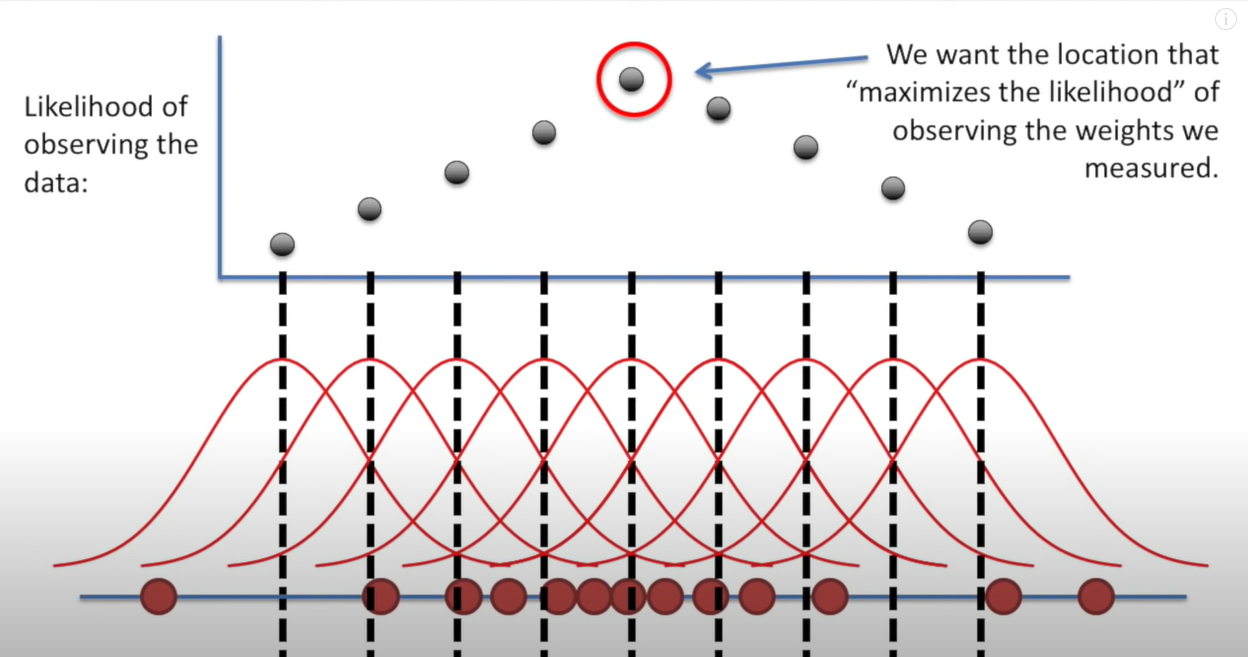 Likelihood of
observing the
data:
We want the location that
“maximizes the likelihood” of
observing the weights we
measured.